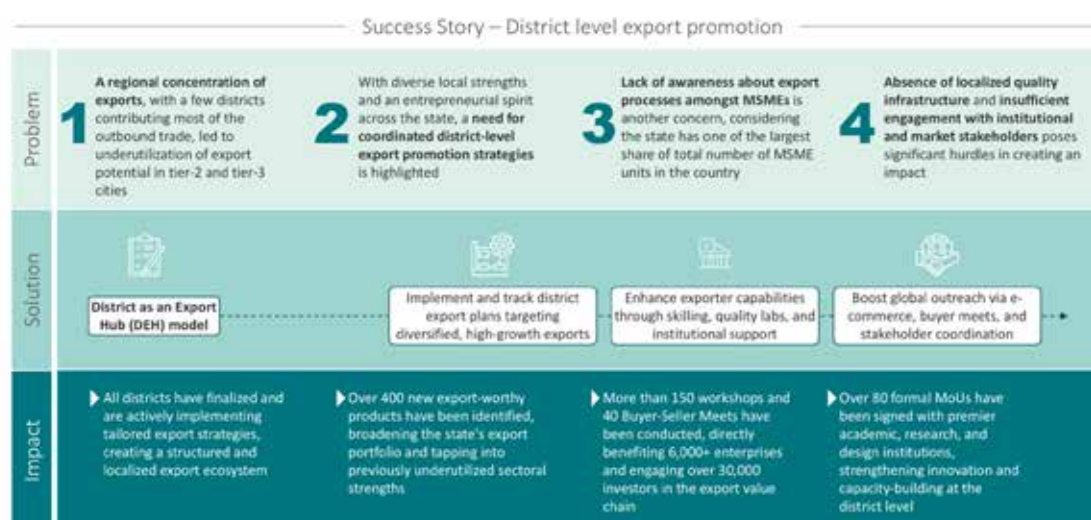 Success Story – District level export promotion
Problem
1
A regional concentration of
exports, with a few districts
contributing most of the
outbound trade, led to
underutilization of export
potential in tier-2 and tier-3
cities
2
With diverse local strengths
and an entrepreneurial spirit
across the state, a need for
coordinated district-level
export promotion strategies
is highlighted
3
Lack of awareness about export
processes amongst MSMEs is
another concern, considering
the state has one of the largest
share of total number of MSME
units in the country
4
Absence of localized quality
infrastructure and insufficient
engagement with institutional
and market stakeholders poses
significant hurdles in creating an
impact
Solution
District as an Export
Hub (DEH) model
Implement and track district
export plans targeting
diversified, high-growth exports
Enhance exporter capabilities
through skilling, quality labs, and
institutional support
Boost global outreach via e-
commerce, buyer meets, and
stakeholder coordination
Impact
All districts have finalized and
are actively implementing
tailored export strategies,
creating a structured and
localized export ecosystem
Over 400 new export-worthy
products have been identified,
broadening the state's export
portfolio and tapping into
previously underutilized sectoral
strengths
More than 150 workshops and
40 Buyer-Seller Meets have
been conducted, directly
benefiting 6,000+ enterprises
and engaging over 30,000
investors in the export value
chain
Over 80 formal MoUs have
been signed with premier
academic, research, and
design institutions,
strengthening innovation and
capacity-building at the
district level